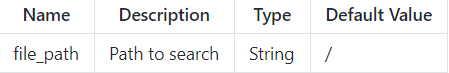 Name Description Type Default Value
file_path Path to search String /